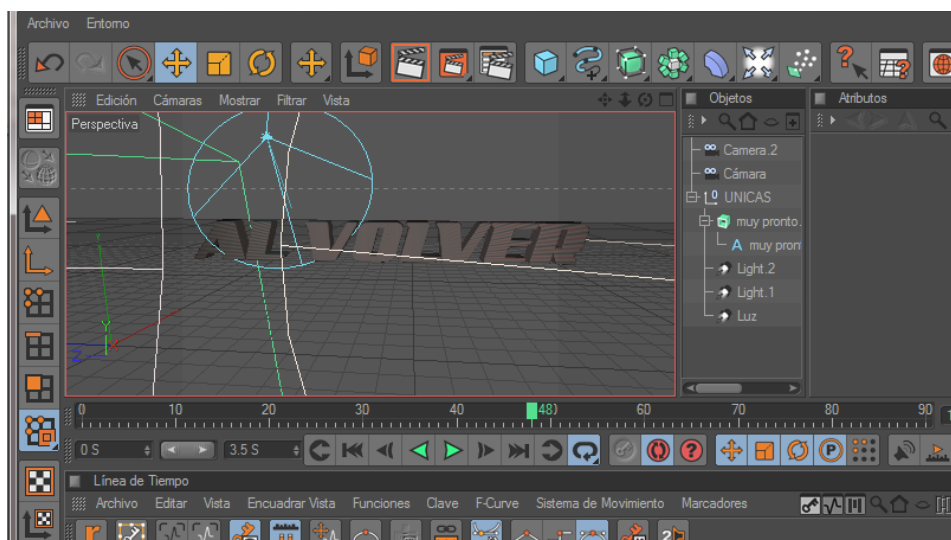 Archivo Entorno
Edición Cámaras Mostrar Filtrar Vista
Objetos
Atributos
Perspectiva
AL VOLVER
Camera.2
Cámara
UNICAS
muy pronto.
A muy pron
Light.2
Light.1
Luz
0 10 20 30 40 48 60 70 80 90
0 S 3.5 S
P
Línea de Tiempo
Archivo Editar Vista Encuadrar Vista Funciones Clave F-Curve Sistema de Movimiento Marcadores
Y
Z
X